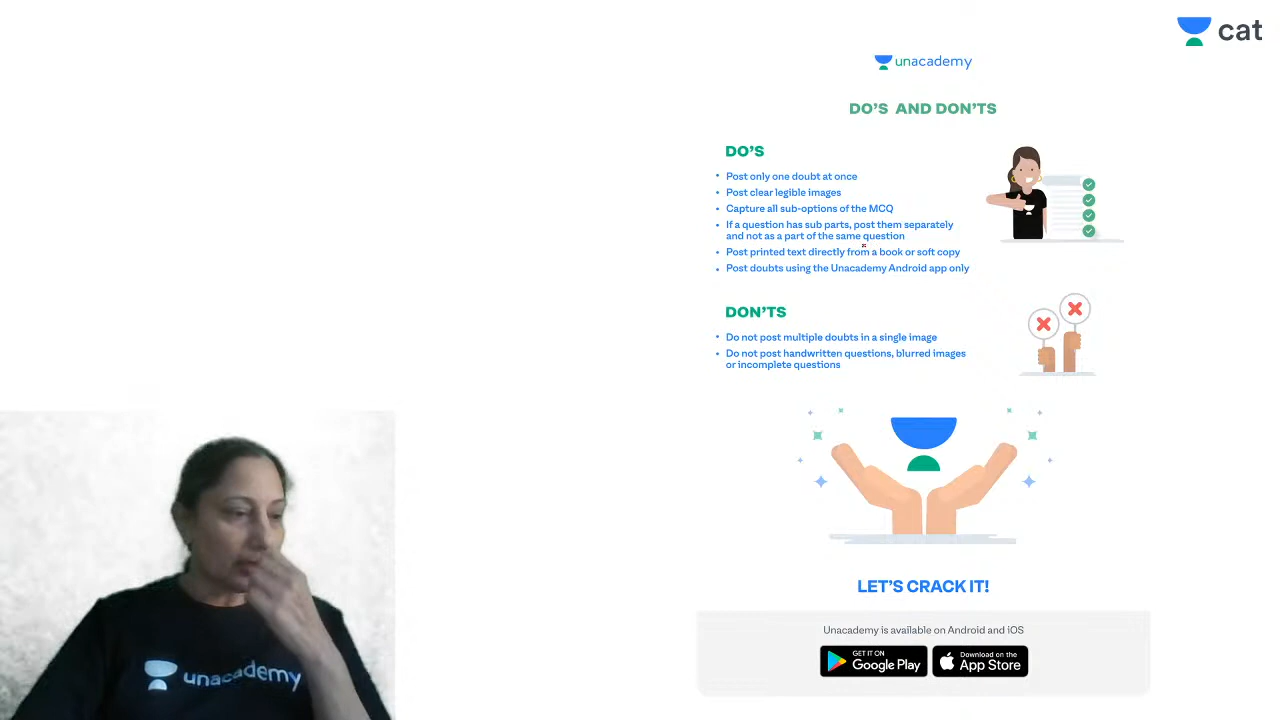 cat
unacademy
DO'S AND DON'TS
DO'S
• Post only one doubt at once
• Post clear legible images
• Capture all sub-options of the MCQ
• If a question has sub parts, post them separately
and not as a part of the same question
• Post printed text directly from a book or soft copy
• Post doubts using the Unacademy Android app only
DON'TS
• Do not post multiple doubts in a single image
• Do not post handwritten questions, blurred images
or incomplete questions
LET'S CRACK IT!
Unacademy is available on Android and iOS
GET IT ON
Google Play
Download on the
App Store
unacademy